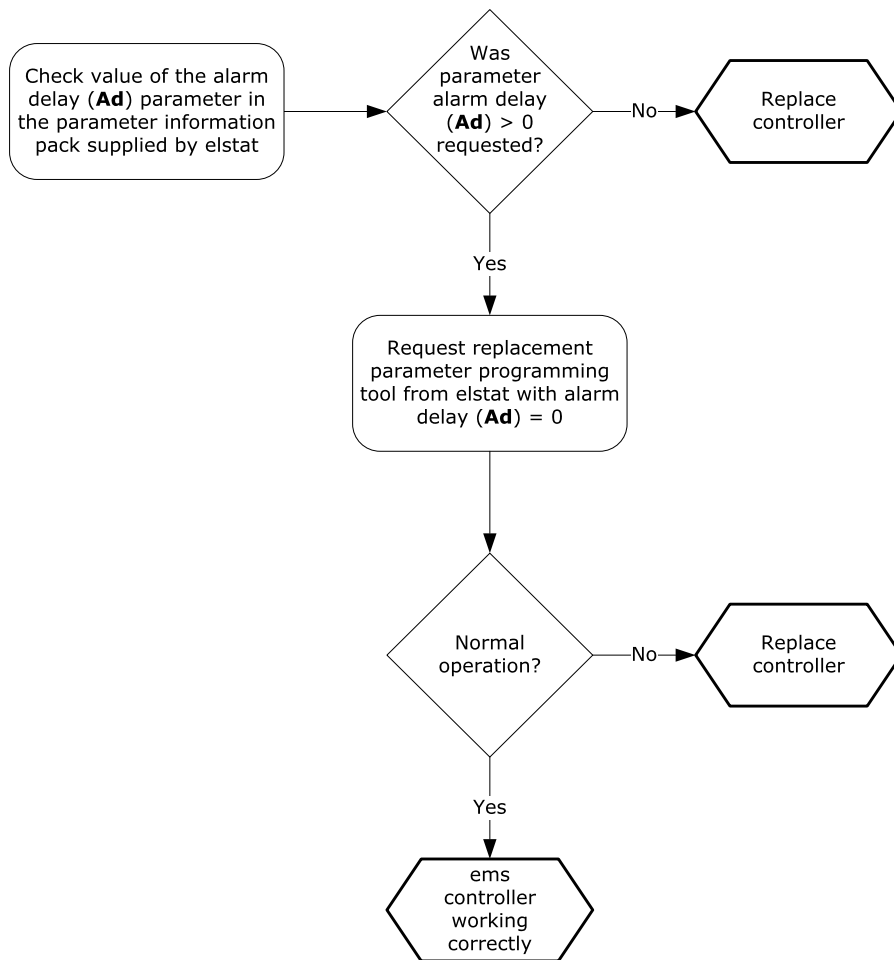 Check value of the alarm
delay (Ad) parameter in
the parameter information
pack supplied by elstat
Was
parameter
alarm delay
(Ad) > 0
requested?
No
Replace
controller
Yes
Request replacement
parameter programming
tool from elstat with alarm
delay (Ad) = 0
Normal
operation?
No
Replace
controller
Yes
ems
controller
working
correctly